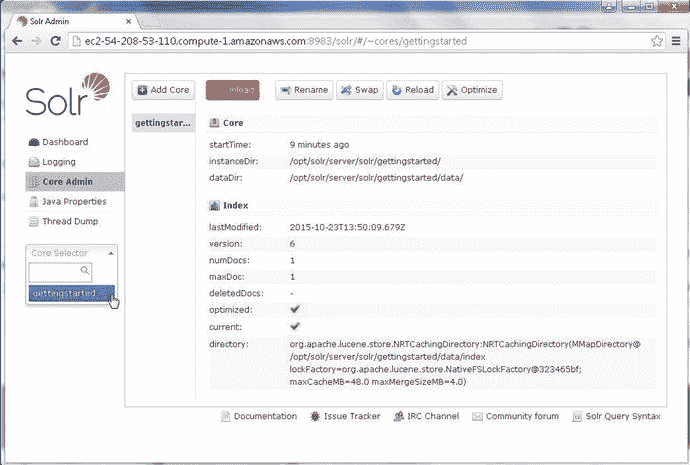 Solr Admin
ec2-54-208-53-110.compute-1.amazonaws.com:8983/solr/#/~cores/gettingstarted
Solr
Dashboard
Logging
Core Admin
Java Properties
Thread Dump
Core Selector
gettingstarted
Add Core
Unload
Rename
Swap
Reload
Optimize
gettingstar...
Core
startTime: 9 minutes ago
instanceDir: /opt/solr/server/solr/gettingstarted/
dataDir: /opt/solr/server/solr/gettingstarted/data/
Index
lastModified: 2015-10-23T13:50:09.679Z
version: 6
numDocs: 1
maxDoc: 1
deletedDocs: -
optimized:
current:
directory: org.apache.lucene.store.NRTCachingDirectory:NRTCachingDirectory(MMapDirectory@
/opt/solr/server/solr/gettingstarted/data/index
lockFactory=org.apache.lucene.store.NativeFSLockFactory@323465bf;
maxCacheMB=48.0 maxMergeSizeMB=4.0)
Documentation
Issue Tracker
IRC Channel
Community forum
Solr Query Syntax